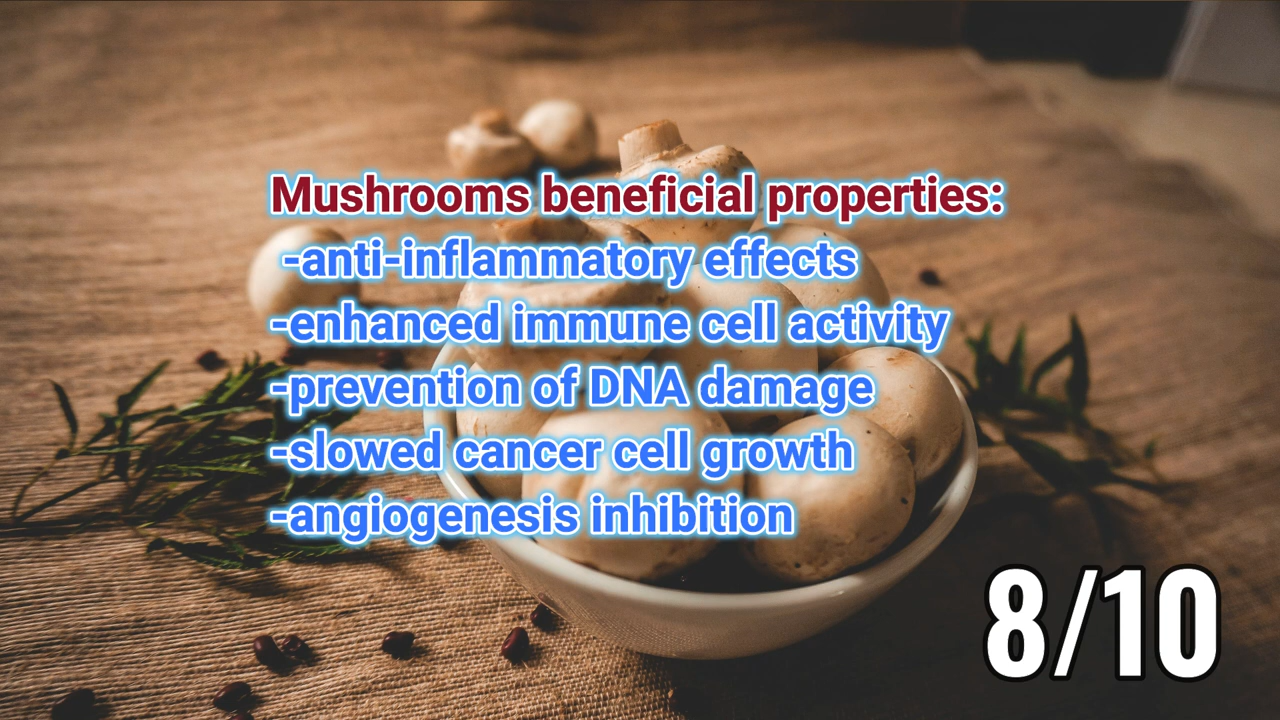 Mushrooms beneficial properties:
-anti-inflammatory effects
-enhanced immune cell activity
-prevention of DNA damage
-slowed cancer cell growth
-angiogenesis inhibition
8/10